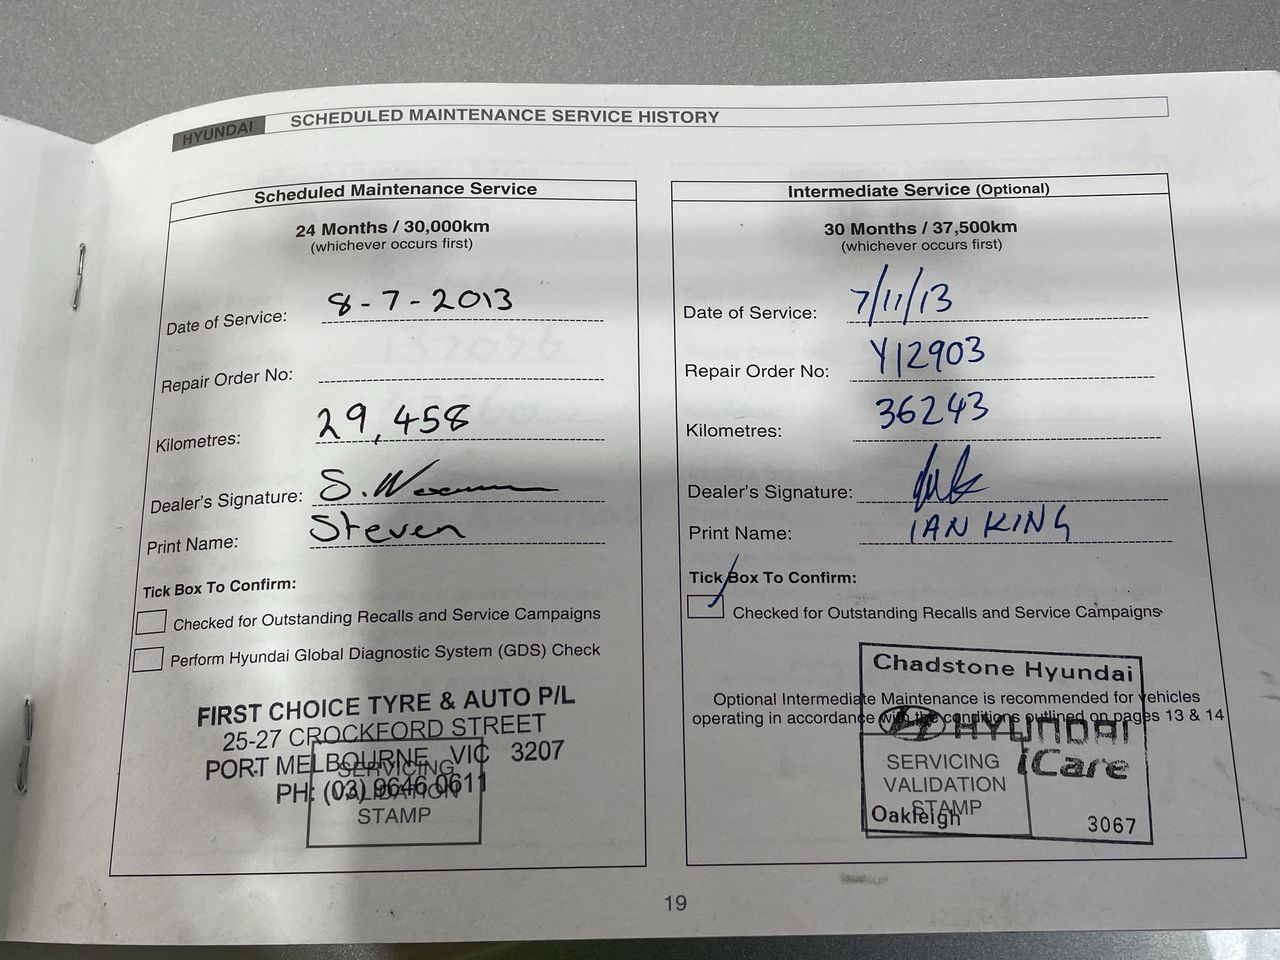 HYUNDAI SCHEDULED MAINTENANCE SERVICE HISTORY
Scheduled Maintenance Service
24 Months / 30,000km
(whichever occurs first)
Date of Service: 8-7-2013
Repair Order No:
Kilometres: 29,458
Dealer's Signature: S.
Print Name: Steven
Tick Box To Confirm:
Checked for Outstanding Recalls and Service Campaigns
Perform Hyundai Global Diagnostic System (GDS) Check
FIRST CHOICE TYRE & AUTO P/L
25-27 CROCKFORD STREET
PORT MELBOURNE VIC 3207
PH: (03) 9646 0611
SERVICING
VALIDATION
STAMP
Intermediate Service (Optional)
30 Months / 37,500km
(whichever occurs first)
Date of Service: 7/11/13
Repair Order No: Y12903
Kilometres: 36243
Dealer's Signature:
Print Name: IAN KING
Tick Box To Confirm:
Checked for Outstanding Recalls and Service Campaigns
Chadstone Hyundai
Optional Intermediate Maintenance is recommended for vehicles
operating in accordance with the conditions outlined on pages 13 & 14
HYUNDAI
iCare
SERVICING
VALIDATION
STAMP
Oakleigh 3067
19